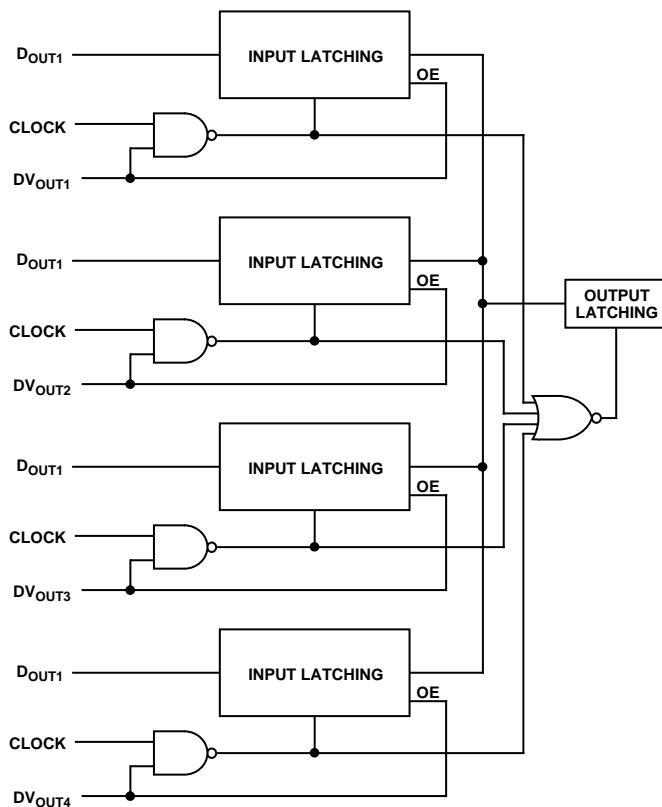 D_OUT1
INPUT LATCHING
OE
CLOCK
DV_OUT1
D_OUT1
INPUT LATCHING
OE
OUTPUT
LATCHING
CLOCK
DV_OUT2
D_OUT1
INPUT LATCHING
OE
CLOCK
DV_OUT3
D_OUT1
INPUT LATCHING
OE
CLOCK
DV_OUT4